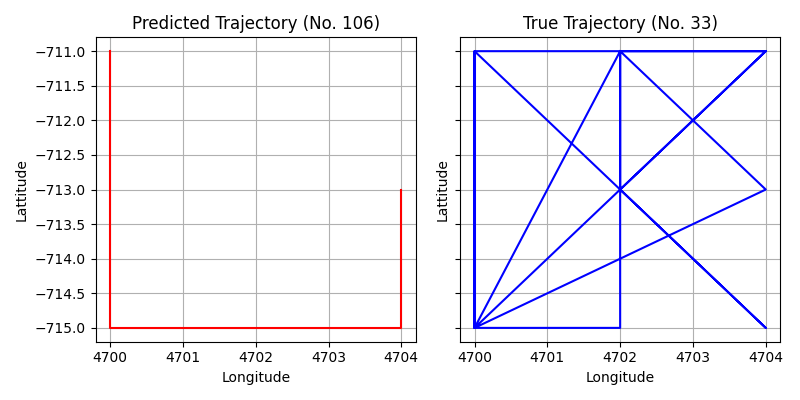 Predicted Trajectory (No. 106)
True Trajectory (No. 33)
Lattitude
−711.0
−711.5
−712.0
−712.5
−713.0
−713.5
−714.0
−714.5
−715.0
4700 4701 4702 4703 4704
Longitude
Lattitude
4700 4701 4702 4703 4704
Longitude